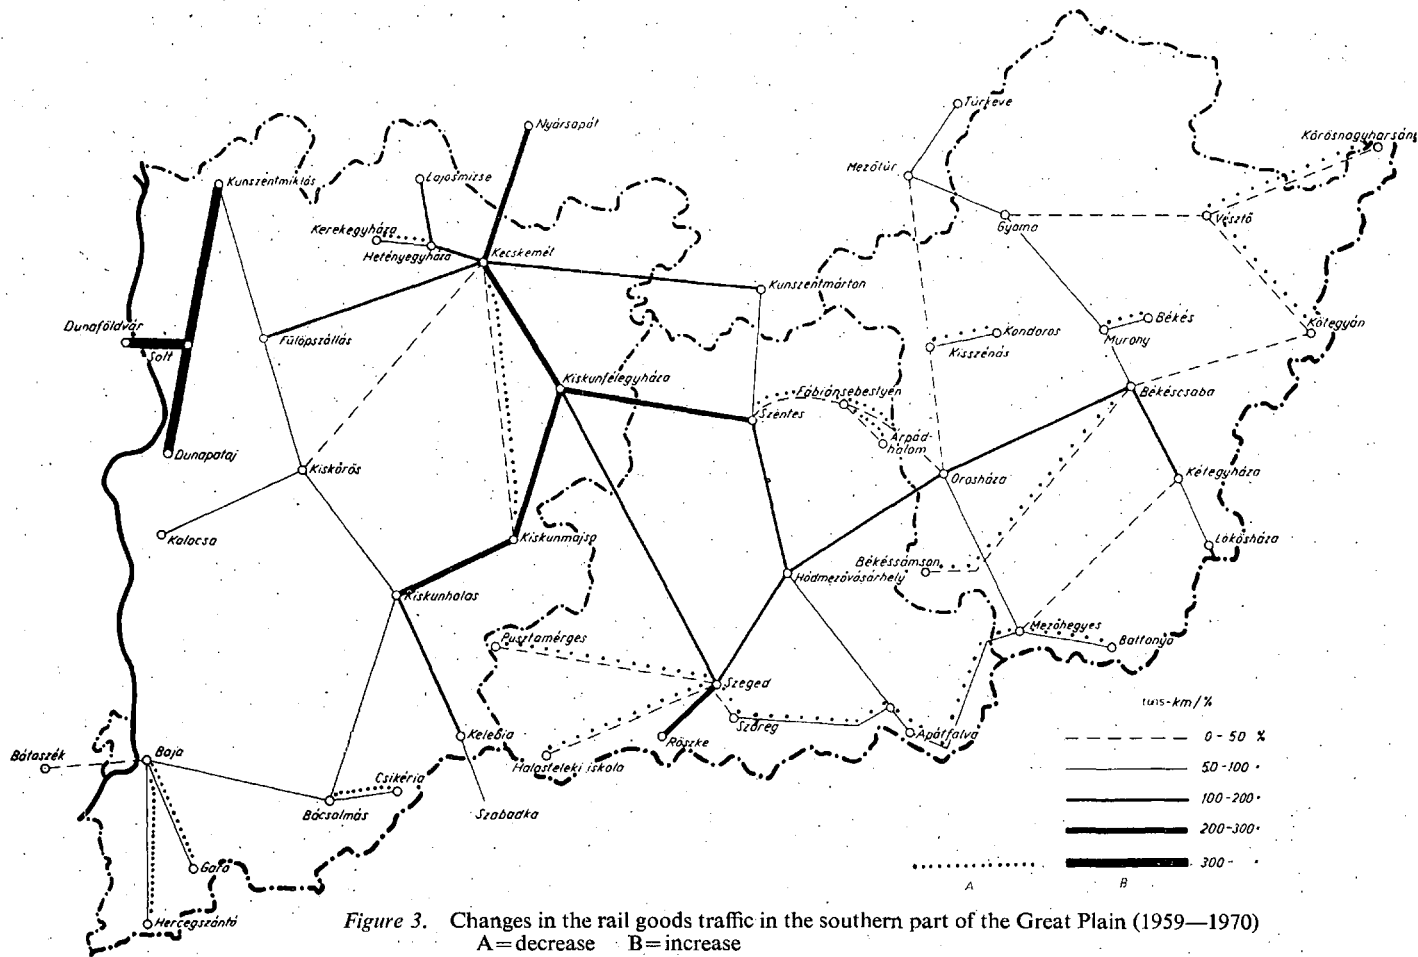 Túrkeve
Nyársapát
Körösnagyharsány
Mezőtúr
Lajosmizse
Kunszentmiklós
Vésztő
Gyoma
Kerekegyháza
Hetényegyháza
Kecskemét
Kunszentmárton
Békés
Dunaföldvár
Solt
Fülöpszállás
Kondoros
Kisszénás
Murony
Kötegyán
Kiskunfélegyháza
Fábiánsebestyén
Békéscsaba
Szentes
Árpád-
halom
Dunapataj
Kiskőrös
Orosháza
Kétegyháza
Kalocsa
Kiskunmajsa
Lökösháza
Békéssámson
Hódmezővásárhely
Kiskunhalas
Pusztamérges
Mezőhegyes
Battonya
Szeged
Szőreg
Apátfalva
Kelebia
Röszke
Bátaszék
Baja
Halasteleki iskola
Csikéria
Bácsalmás
Szabadka
Gara
Hercegszántó
tons-km/%
0-50 %
50-100 "
100-200 "
200-300 "
300- "
A
B
Figure 3. Changes in the rail goods traffic in the southern part of the Great Plain (1959—1970)
A=decrease B=increase